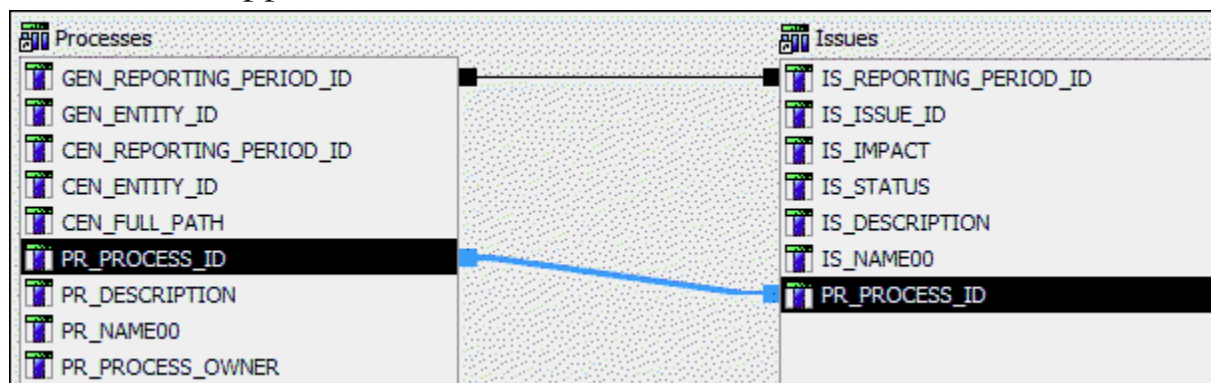 Processes
GEN_REPORTING_PERIOD_ID
GEN_ENTITY_ID
CEN_REPORTING_PERIOD_ID
CEN_ENTITY_ID
CEN_FULL_PATH
PR_PROCESS_ID
PR_DESCRIPTION
PR_NAME00
PR_PROCESS_OWNER
Issues
IS_REPORTING_PERIOD_ID
IS_ISSUE_ID
IS_IMPACT
IS_STATUS
IS_DESCRIPTION
IS_NAME00
PR_PROCESS_ID